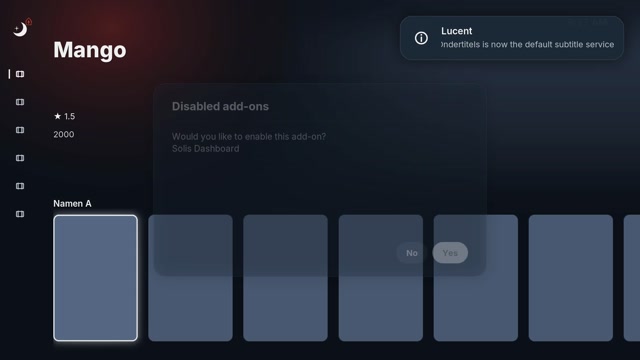 Lucent
Ondertitels is now the default subtitle service
Mango
Disabled add-ons
★ 1.5
Would you like to enable this add-on?
2000
Solis Dashboard
Namen A
No
Yes